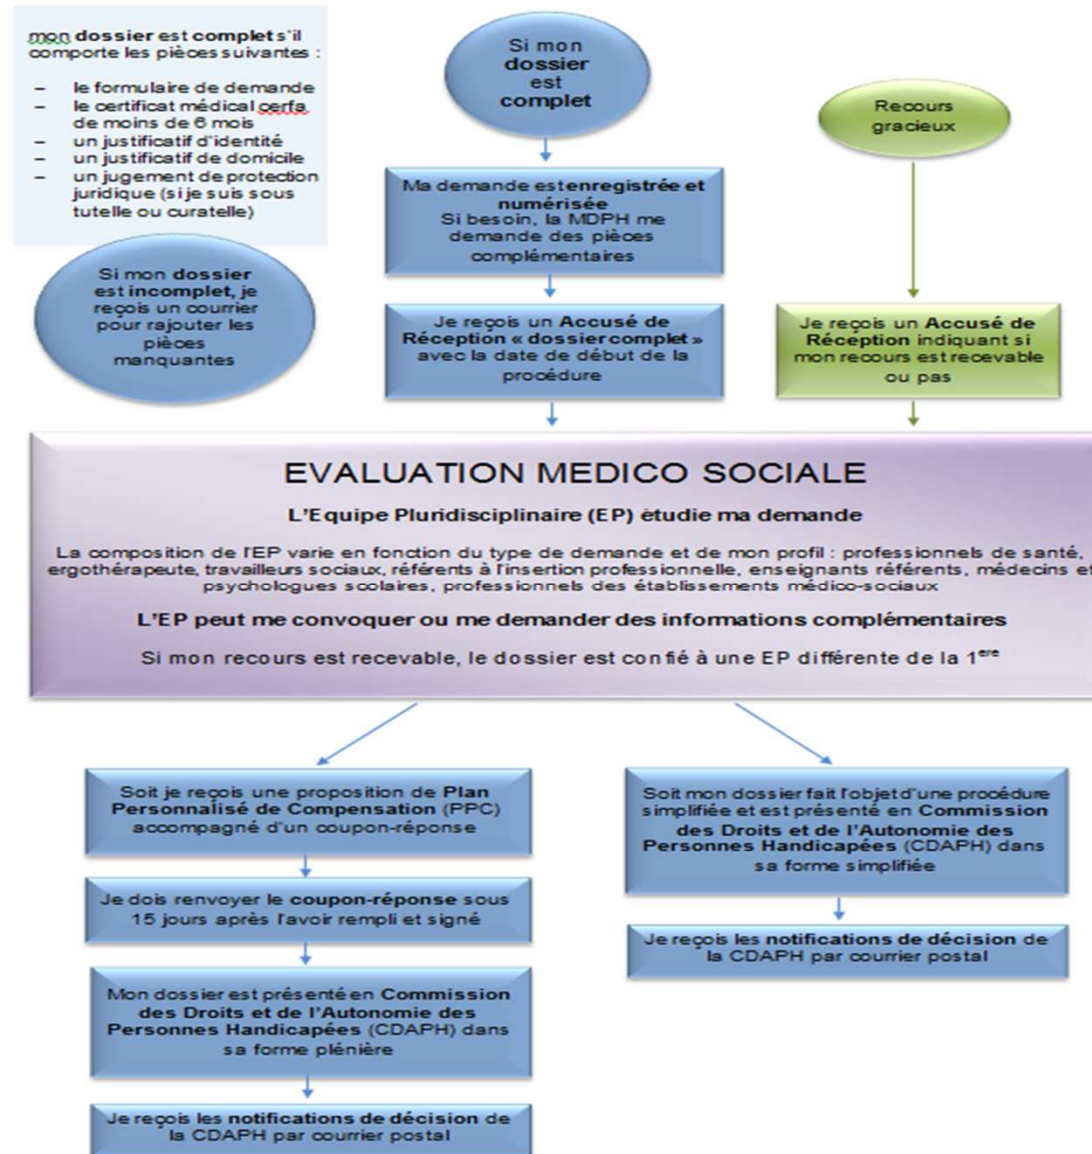 mon dossier est complet s'il
comporte les pièces suivantes :
– le formulaire de demande
– le certificat médical cerfa
de moins de 6 mois
– un justificatif d'identité
– un justificatif de domicile
– un jugement de protection
juridique (si je suis sous
tutelle ou curatelle)
Si mon dossier
est incomplet, je
reçois un courrier
pour rajouter les
pièces
manquantes
Si mon
dossier
est
complet
Ma demande est enregistrée et
numérisée
Si besoin, la MDPH me
demande des pièces
complémentaires
Je reçois un Accusé de
Réception « dossier complet »
avec la date de début de la
procédure
Recours
gracieux
Je reçois un Accusé de
Réception indiquant si
mon recours est recevable
ou pas
EVALUATION MEDICO SOCIALE
L'Equipe Pluridisciplinaire (EP) étudie ma demande
La composition de l'EP varie en fonction du type de demande et de mon profil : professionnels de santé,
ergothérapeute, travailleurs sociaux, référents à l'insertion professionnelle, enseignants référents, médecins et
psychologues scolaires, professionnels des établissements médico-sociaux
L'EP peut me convoquer ou me demander des informations complémentaires
Si mon recours est recevable, le dossier est confié à une EP différente de la 1ere
Soit je reçois une proposition de Plan
Personnalisé de Compensation (PPC)
accompagné d'un coupon-réponse
Je dois renvoyer le coupon-réponse sous
15 jours après l'avoir rempli et signé
Mon dossier est présenté en Commission
des Droits et de l'Autonomie des
Personnes Handicapées (CDAPH) dans
sa forme plénière
Je reçois les notifications de décision de
la CDAPH par courrier postal
Soit mon dossier fait l'objet d'une procédure
simplifiée et est présenté en Commission
des Droits et de l'Autonomie des
Personnes Handicapées (CDAPH) dans
sa forme simplifiée
Je reçois les notifications de décision de
la CDAPH par courrier postal